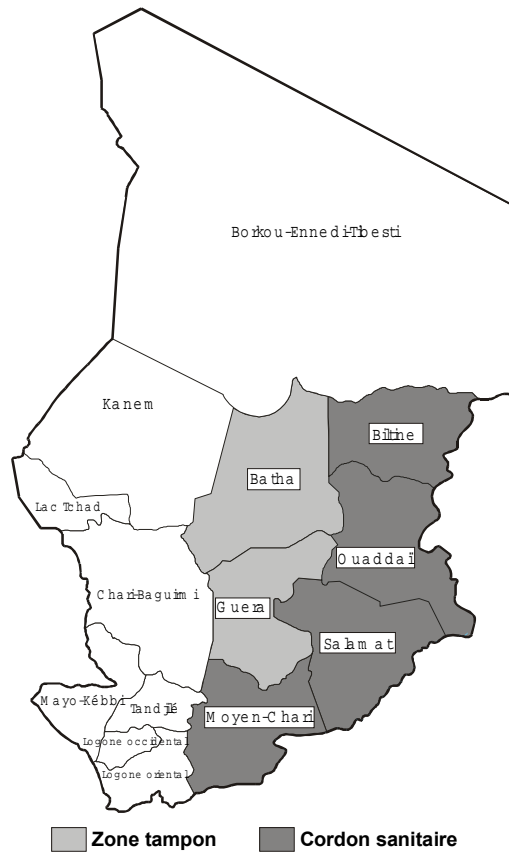 Borkou-Ennedi-Tibesti
Kanem
Biltine
Batha
Lac Tchad
Ouaddaï
Chari-Baguirmi
Guera
Salamat
Mayo-Kébbi
Tandjilé
Moyen-Chari
Logone occidental
Logone oriental
Zone tampon
Cordon sanitaire